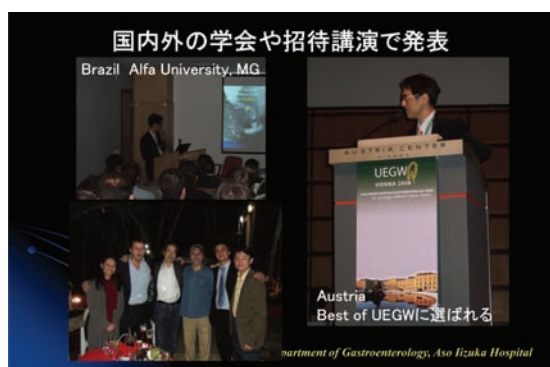 国内外の学会や招待講演で発表
Brazil Alfa University, MG
AUSTRIA CENTER
UEGW
VIENNA
Austria
Best of UEGWに選ばれる
partment of Gastroenterology, Aso Iizuka Hospital